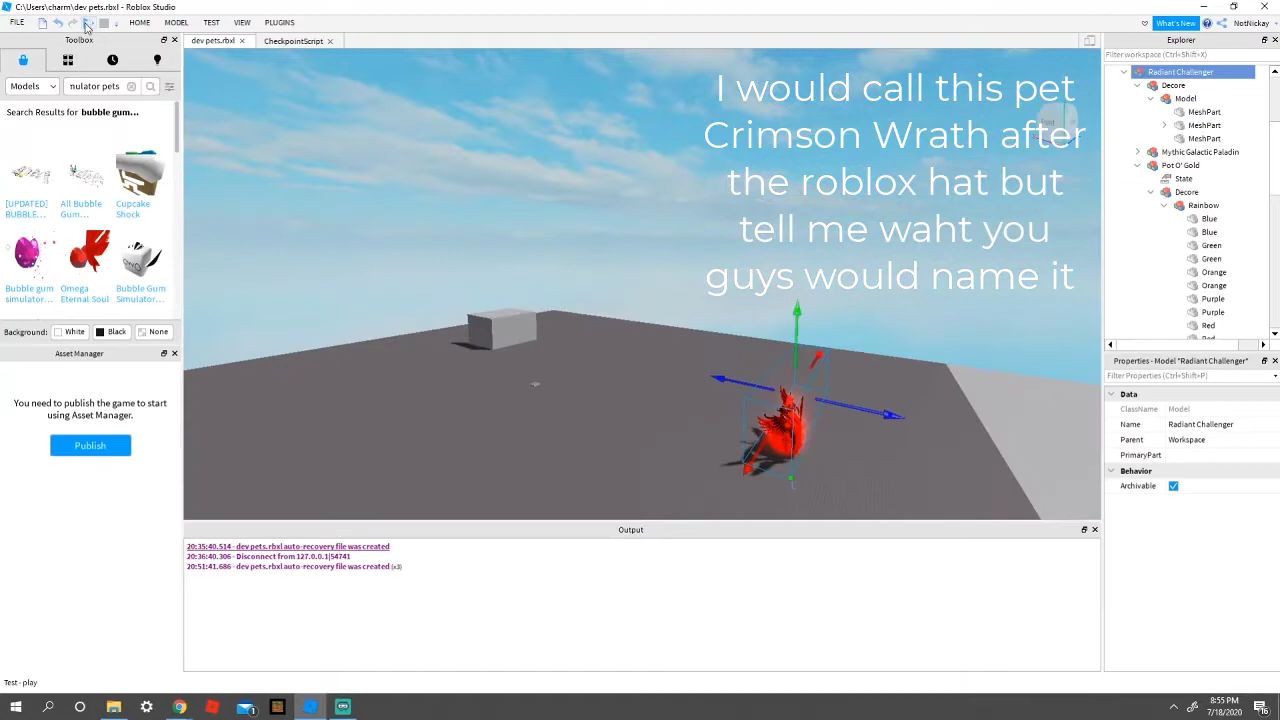 C:\Users\charm\dev pets.rbxl - Roblox Studio
FILE
HOME
MODEL
TEST
VIEW
PLUGINS
What's New
NotNickay
Toolbox
Models
nulator pets
Search Results for bubble gum...
[UPDATED] BUBBLE...
All Bubble Gum...
Cupcake Shock
Bubble gum simulator...
Omega Eternal Soul
Bubble Gum Simulator...
Background:
White
Black
None
Asset Manager
You need to publish the game to start
using Asset Manager.
Publish
dev pets.rbxl
CheckpointScript
I would call this pet
Crimson Wrath after
the roblox hat but
tell me waht you
guys would name it
Output
20:35:40.514 - dev pets.rbxl auto-recovery file was created
20:36:40.306 - Disconnect from 127.0.0.1|54741
20:51:41.686 - dev pets.rbxl auto-recovery file was created (x3)
Explorer
Filter workspace (Ctrl+Shift+X)
Radiant Challenger
Decore
Model
MeshPart
MeshPart
MeshPart
Mythic Galactic Paladin
Pot O' Gold
State
Decore
Rainbow
Blue
Blue
Green
Green
Orange
Orange
Purple
Purple
Red
Red
Properties - Model "Radiant Challenger"
Filter Properties (Ctrl+Shift+P)
Data
ClassName Model
Name Radiant Challenger
Parent Workspace
PrimaryPart
Behavior
Archivable
Test - play
8:55 PM
7/18/2020